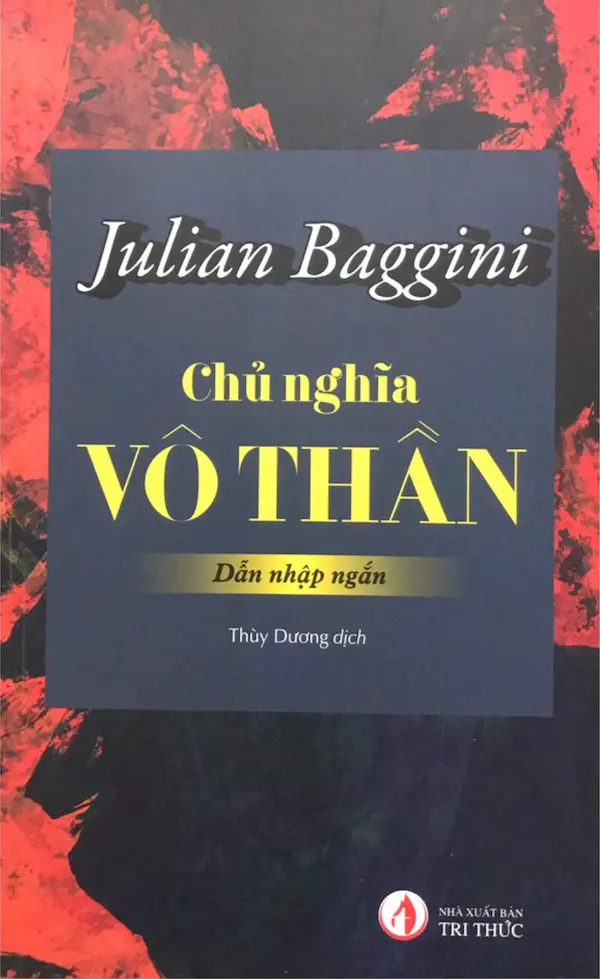 Julian Baggini
Chủ nghĩa
VÔ THẦN
Dẫn nhập ngắn
Thùy Dương dịch
NHÀ XUẤT BẢN
TRI THỨC